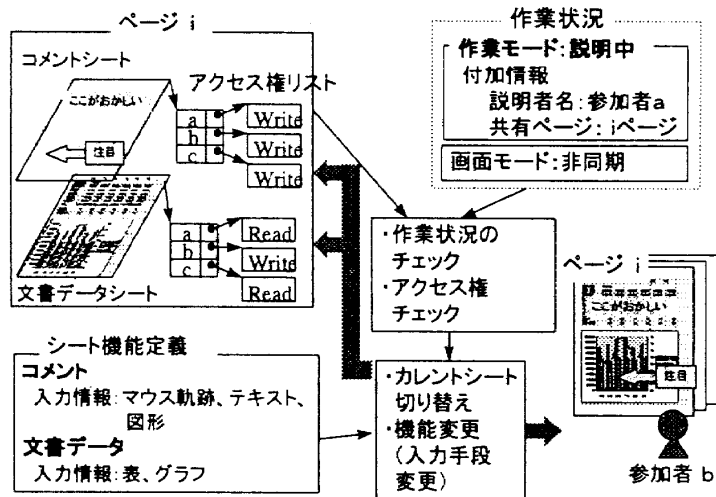 ページ i
コメントシート
ここがおかしい
注目
アクセス権リスト
a
b
c
Write
Write
Write
a
b
c
Read
Write
Read
文書データシート
作業状況
作業モード:説明中
付加情報
説明者名:参加者a
共有ページ:iページ
画面モード:非同期
・作業状況の
チェック
・アクセス権
チェック
シート機能定義
コメント
入力情報:マウス軌跡、テキスト、
図形
文書データ
入力情報:表、グラフ
・カレントシート
切り替え
・機能変更
(入力手段
変更)
ページ i
ここがおかしい
注目
参加者 b